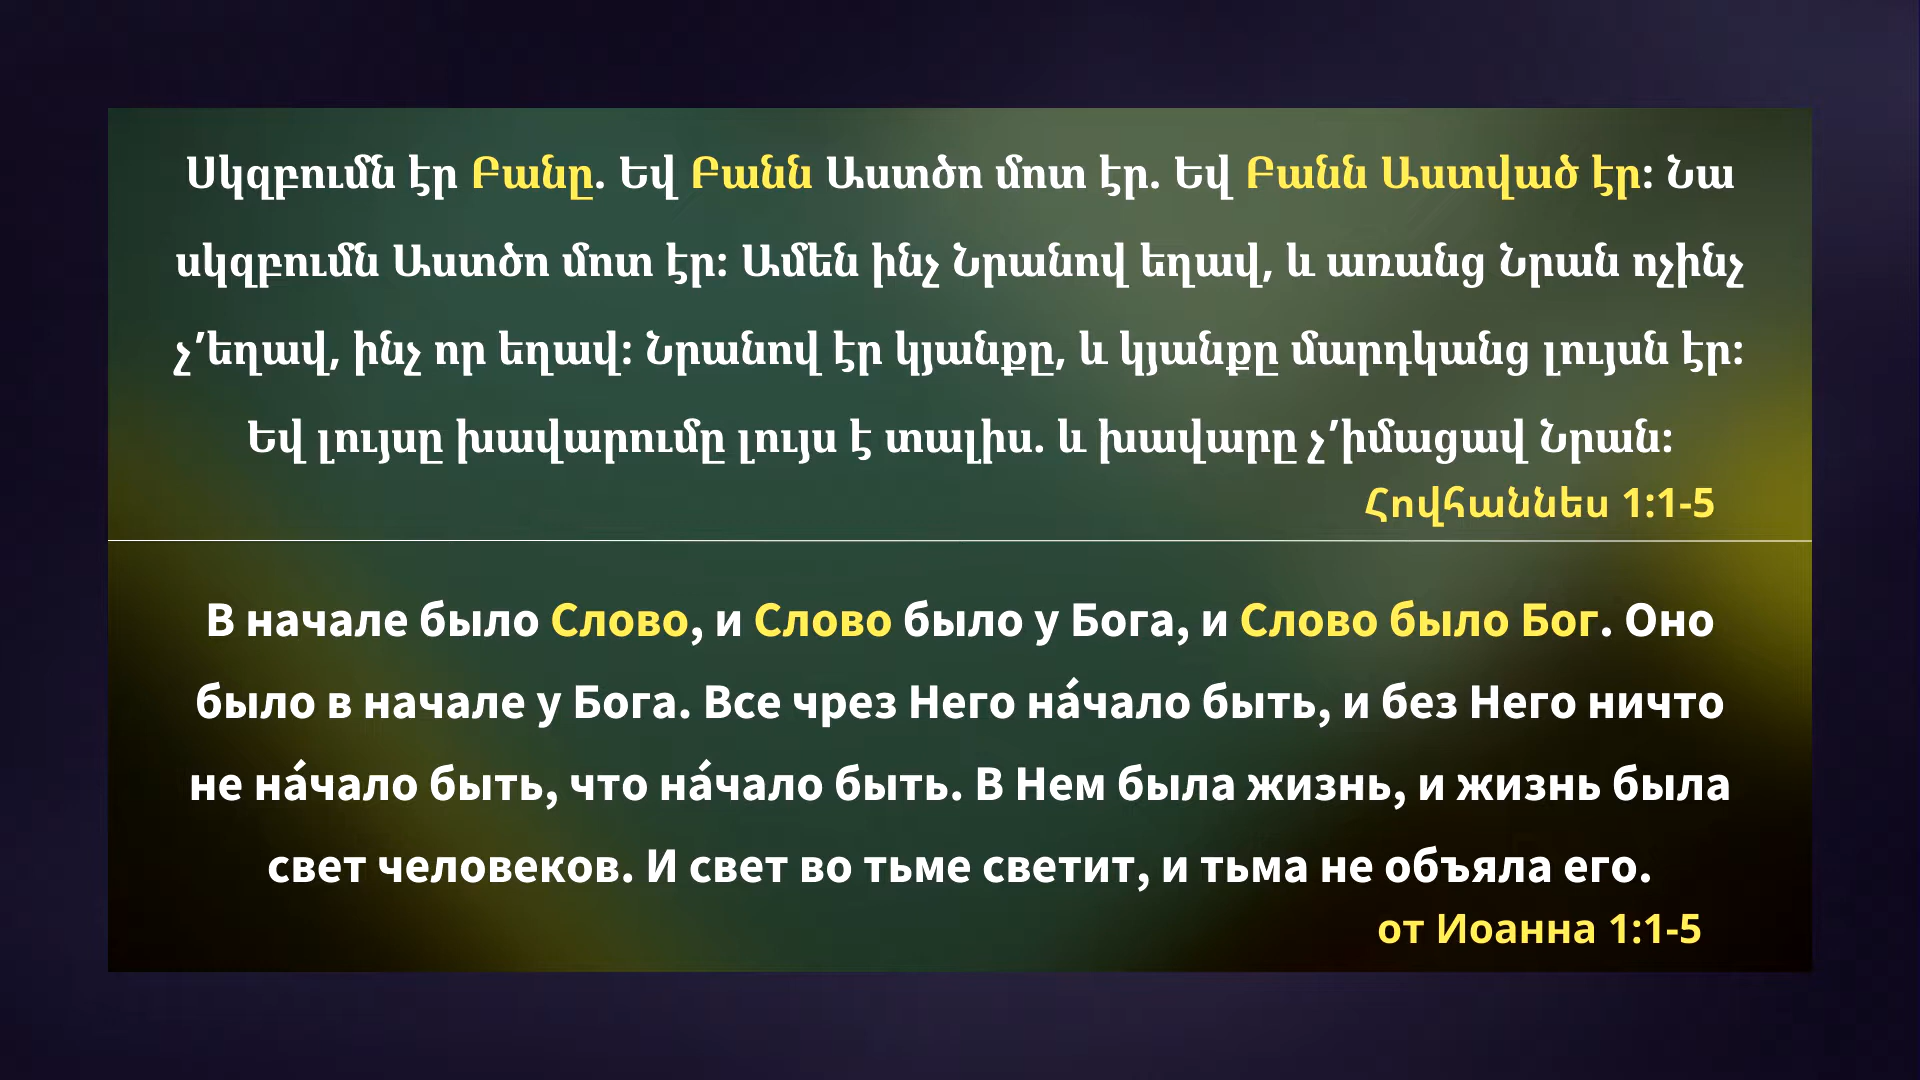 Սկզբումն էր Բանը. Եվ Բանն Աստծո մոտ էր. Եվ Բանն Աստված էր: Նա
սկզբումն Աստծո մոտ էր: Ամեն ինչ Նրանով եղավ, և առանց Նրան ոչինչ
չ՛եղավ, ինչ որ եղավ: Նրանով էր կյանքը, և կյանքը մարդկանց լույսն էր:
Եվ լույսը խավարումը լույս է տալիս. և խավարը չ՛իմացավ Նրան:
Հովհաննես 1:1-5
В начале было Слово, и Слово было у Бога, и Слово было Бог. Оно
было в начале у Бога. Все чрез Него на́чало быть, и без Него ничто
не на́чало быть, что на́чало быть. В Нем была жизнь, и жизнь была
свет человеков. И свет во тьме светит, и тьма не объяла его.
от Иоанна 1:1-5